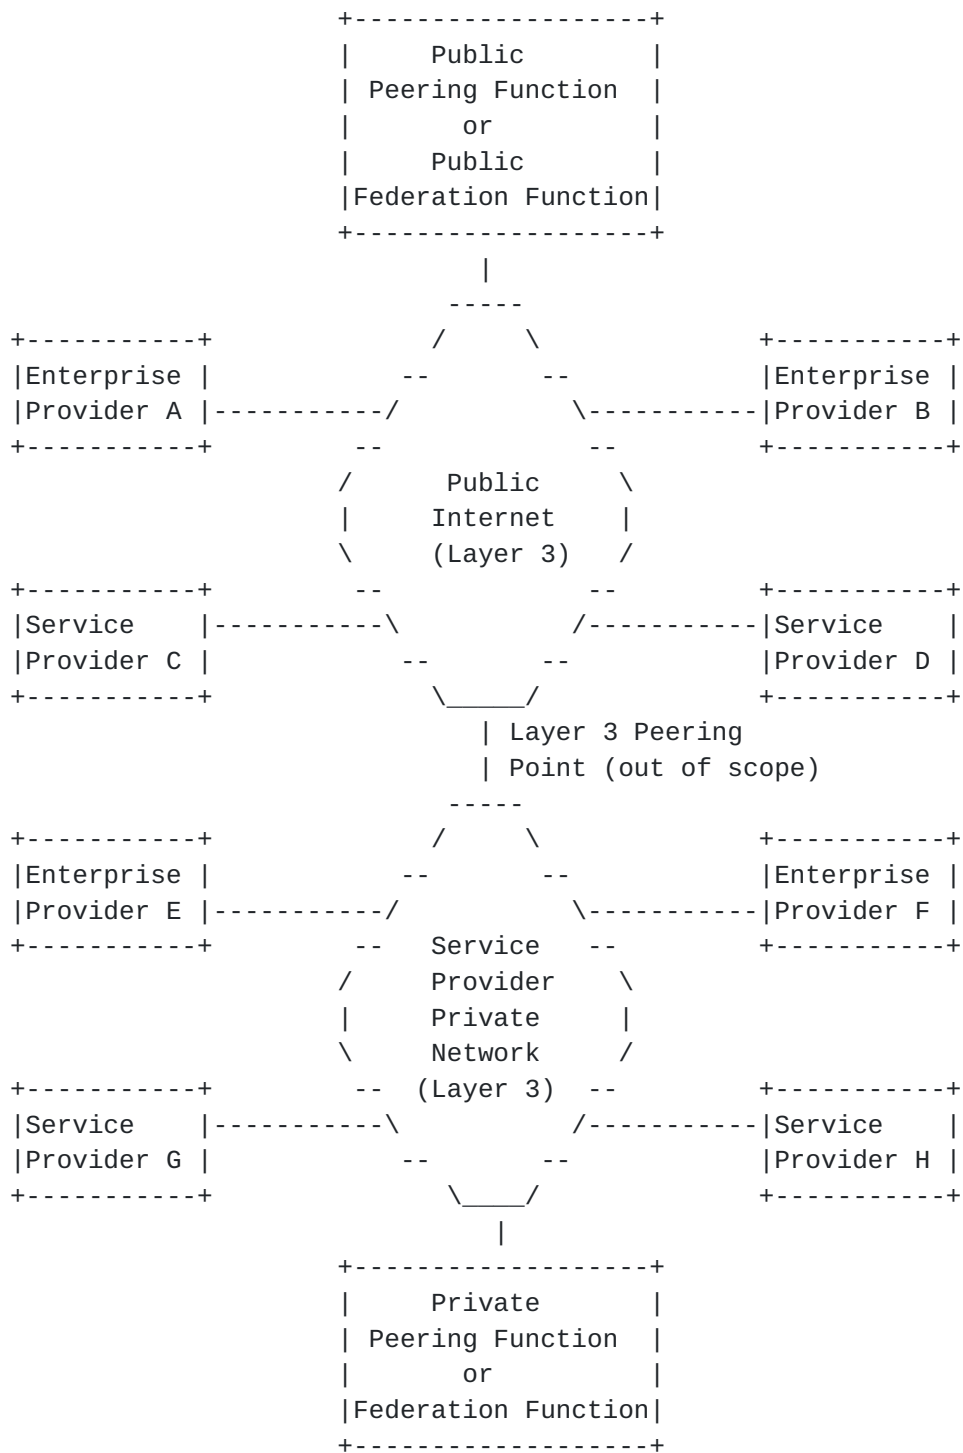 Public
Peering Function
or
Public
Federation Function
Enterprise
Provider A
Enterprise
Provider B
Public
Internet
(Layer 3)
Service
Provider C
Service
Provider D
Layer 3 Peering
Point (out of scope)
Enterprise
Provider E
Enterprise
Provider F
Service
Provider
Private
Network
(Layer 3)
Service
Provider G
Service
Provider H
Private
Peering Function
or
Federation Function